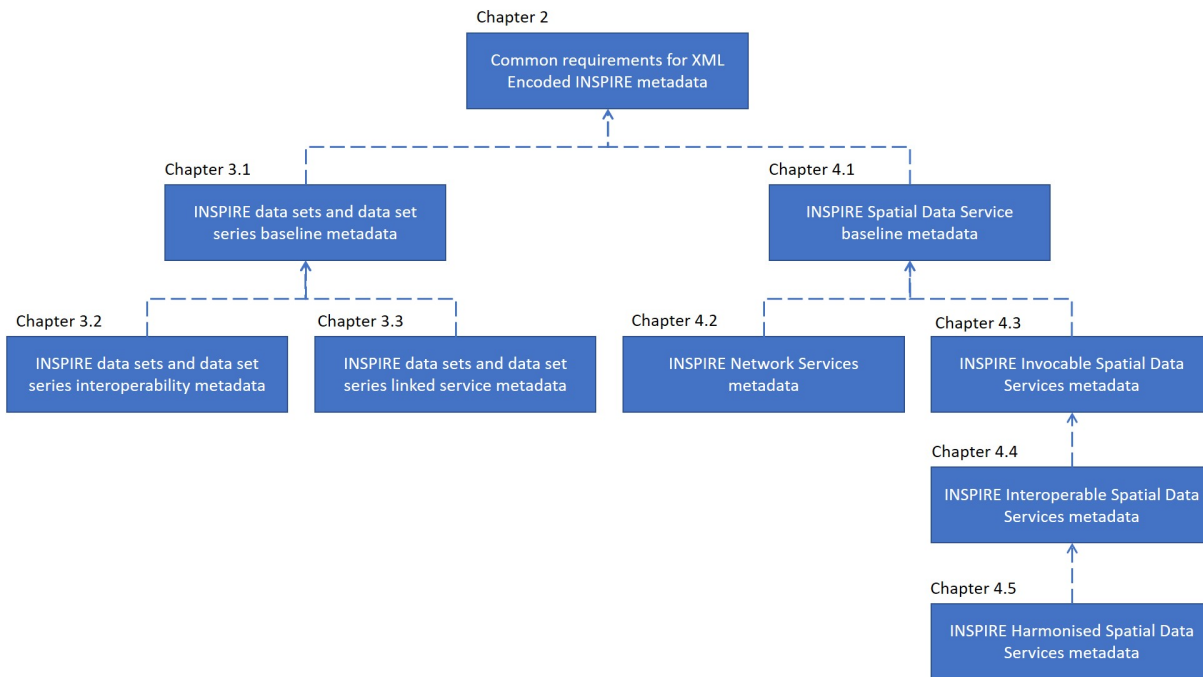 Chapter 2
Common requirements for XML
Encoded INSPIRE metadata
Chapter 3.1
INSPIRE data sets and data set
series baseline metadata
Chapter 4.1
INSPIRE Spatial Data Service
baseline metadata
Chapter 3.2
INSPIRE data sets and data set
series interoperability metadata
Chapter 3.3
INSPIRE data sets and data set
series linked service metadata
Chapter 4.2
INSPIRE Network Services
metadata
Chapter 4.3
INSPIRE Invocable Spatial Data
Services metadata
Chapter 4.4
INSPIRE Interoperable Spatial Data
Services metadata
Chapter 4.5
INSPIRE Harmonised Spatial Data
Services metadata